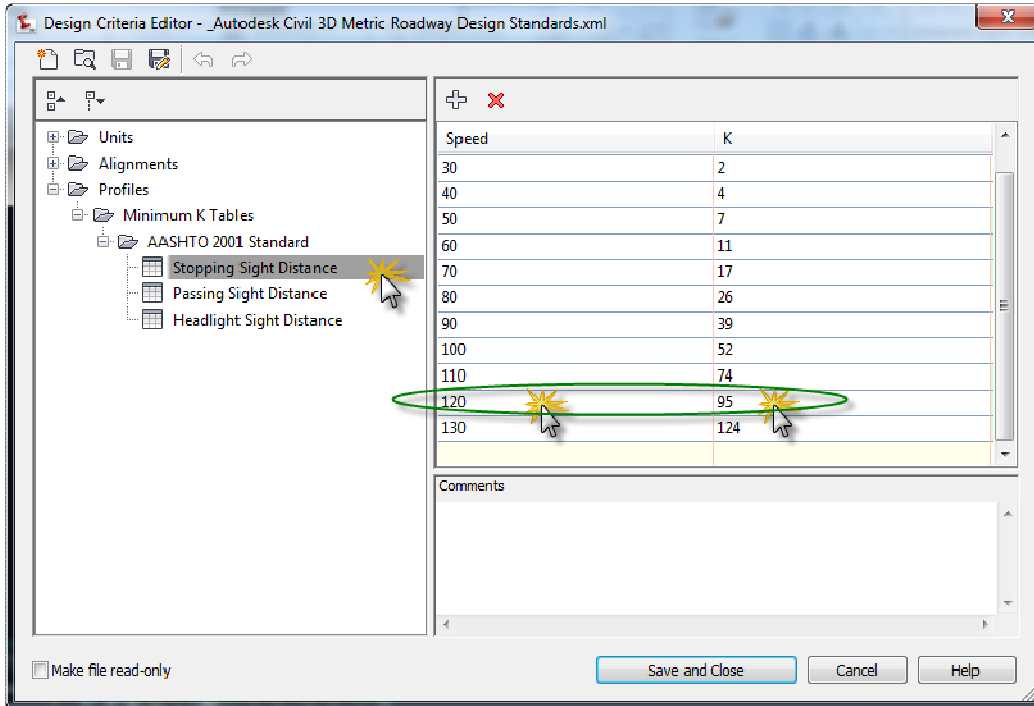 Design Criteria Editor - _Autodesk Civil 3D Metric Roadway Design Standards.xml
Units
Alignments
Profiles
Minimum K Tables
AASHTO 2001 Standard
Stopping Sight Distance
Passing Sight Distance
Headlight Sight Distance
Speed K
30 2
40 4
50 7
60 11
70 17
80 26
90 39
100 52
110 74
120 95
130 124
Comments
Make file read-only
Save and Close Cancel Help